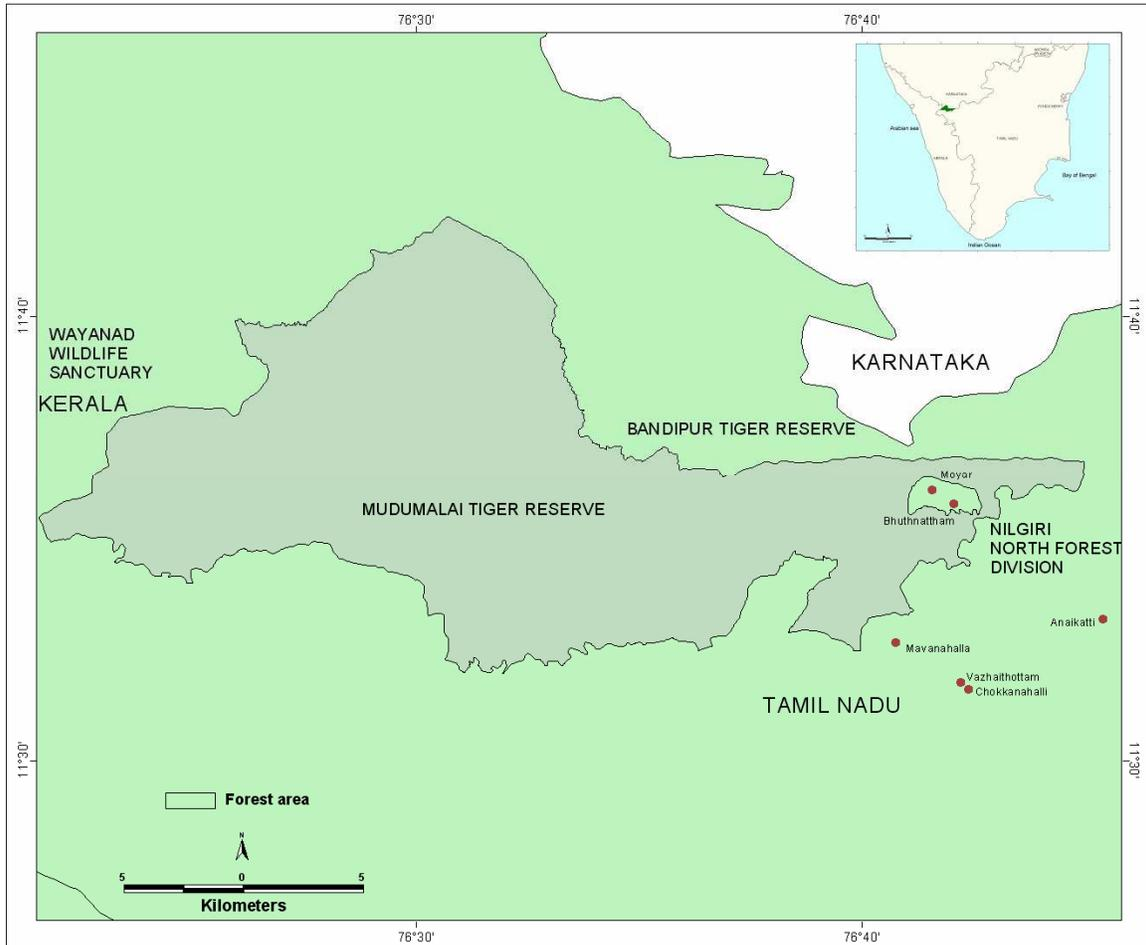 76°30'
76°40'
KARNATAKA
Arabian sea
TAMIL NADU
KERALA
Bay of Bengal
Indian Ocean
11°40'
11°40'
WAYANAD
WILDLIFE
SANCTUARY
KERALA
KARNATAKA
BANDIPUR TIGER RESERVE
Moyar
MUDUMALAI TIGER RESERVE
Bhuthnattham
NILGIRI
NORTH FOREST
DIVISION
Anaikatti
Mavanahalla
Vazhaithottam
Chokkanahalli
TAMIL NADU
11°30'
11°30'
Forest area
N
5 0 5
Kilometers
76°30'
76°40'